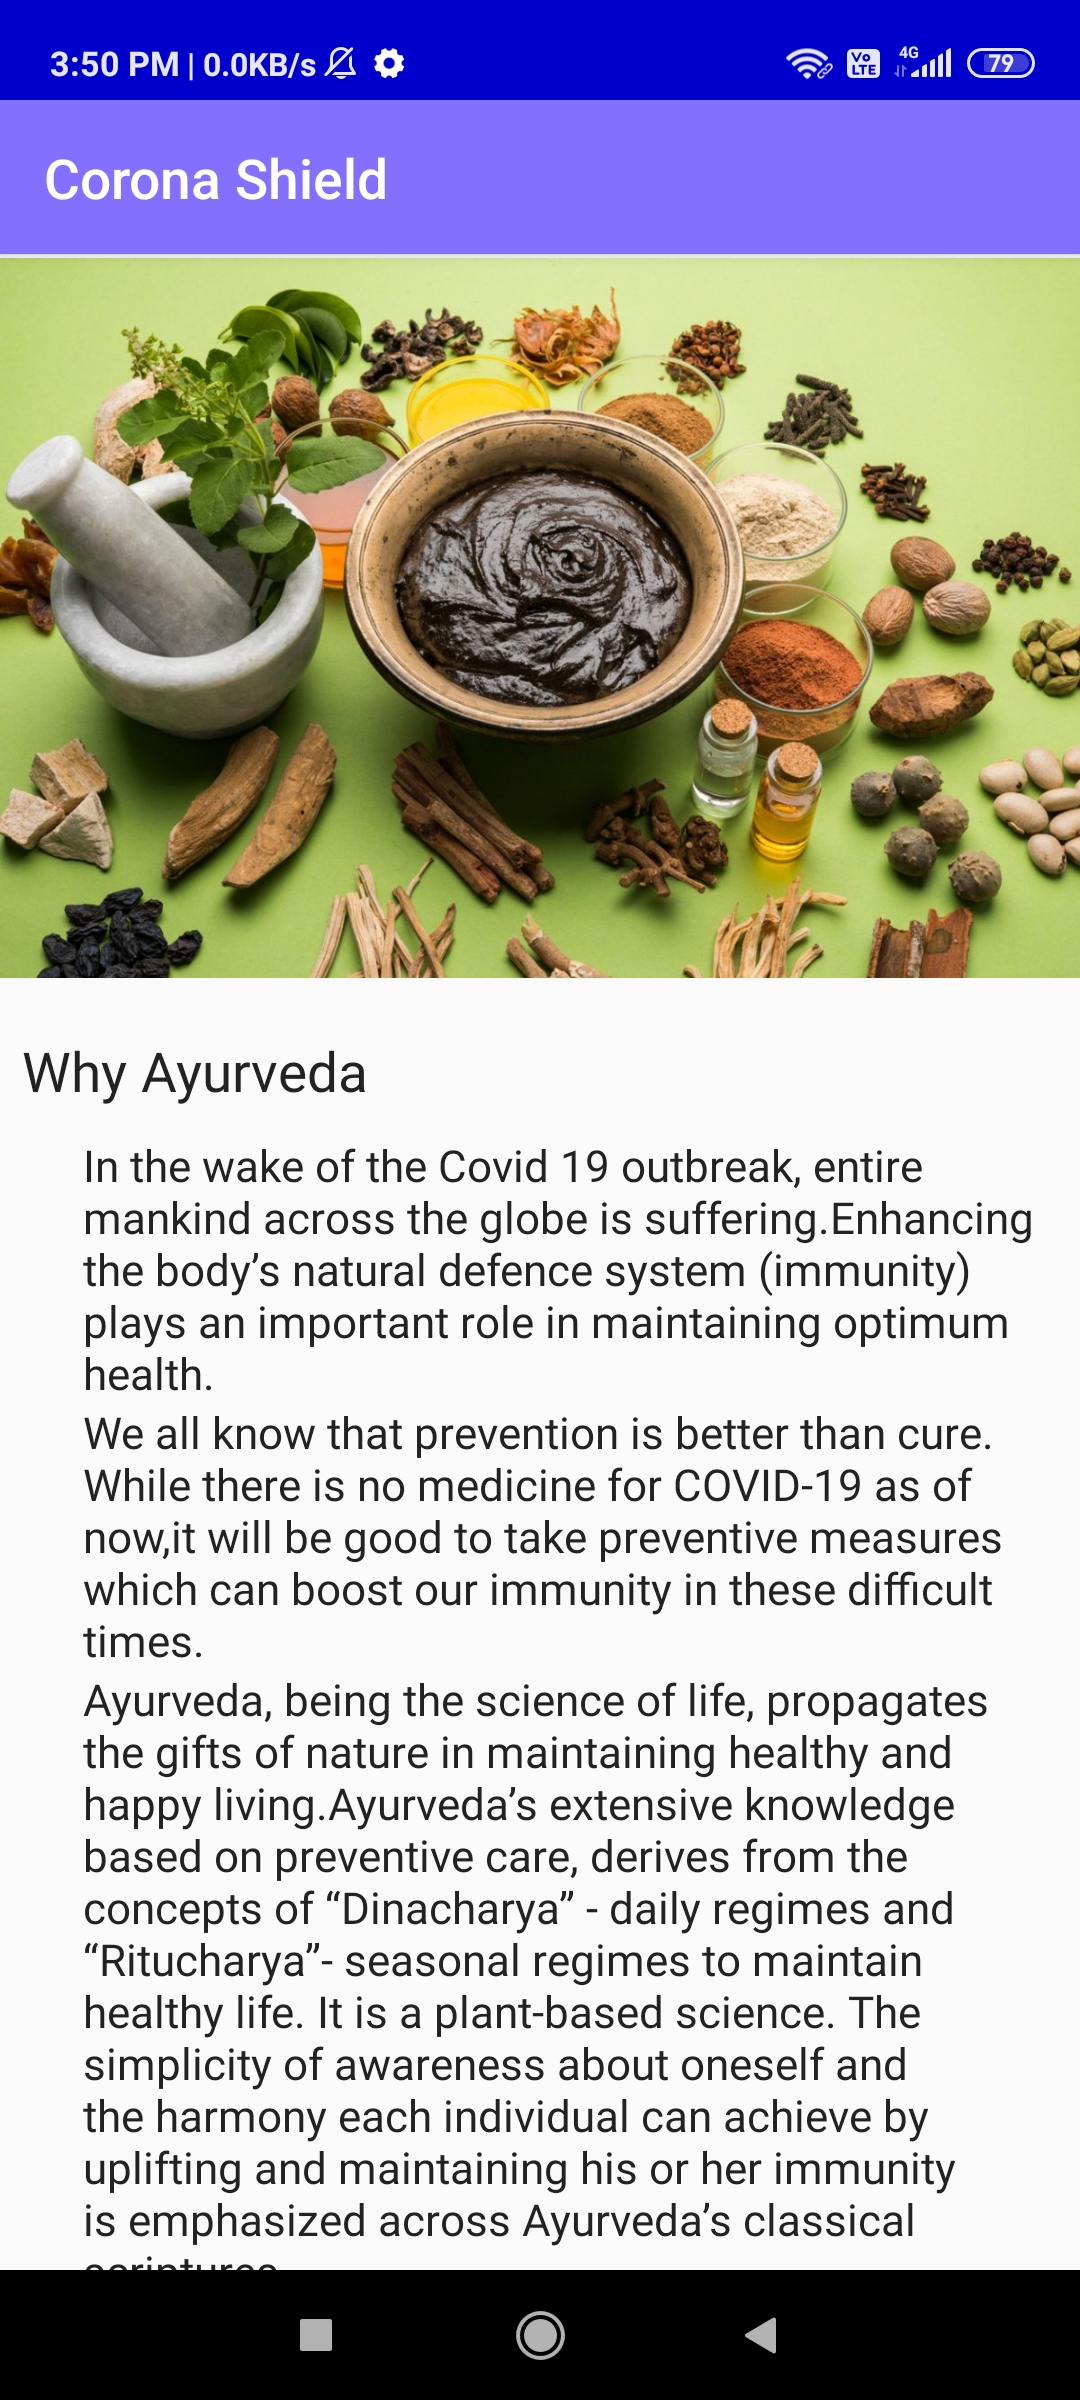 3:50 PM | 0.0KB/s
Vo LTE
4G
79
Corona Shield
Why Ayurveda
In the wake of the Covid 19 outbreak, entire
mankind across the globe is suffering.Enhancing
the body’s natural defence system (immunity)
plays an important role in maintaining optimum
health.
We all know that prevention is better than cure.
While there is no medicine for COVID-19 as of
now,it will be good to take preventive measures
which can boost our immunity in these difficult
times.
Ayurveda, being the science of life, propagates
the gifts of nature in maintaining healthy and
happy living.Ayurveda’s extensive knowledge
based on preventive care, derives from the
concepts of “Dinacharya” - daily regimes and
“Ritucharya”- seasonal regimes to maintain
healthy life. It is a plant-based science. The
simplicity of awareness about oneself and
the harmony each individual can achieve by
uplifting and maintaining his or her immunity
is emphasized across Ayurveda’s classical